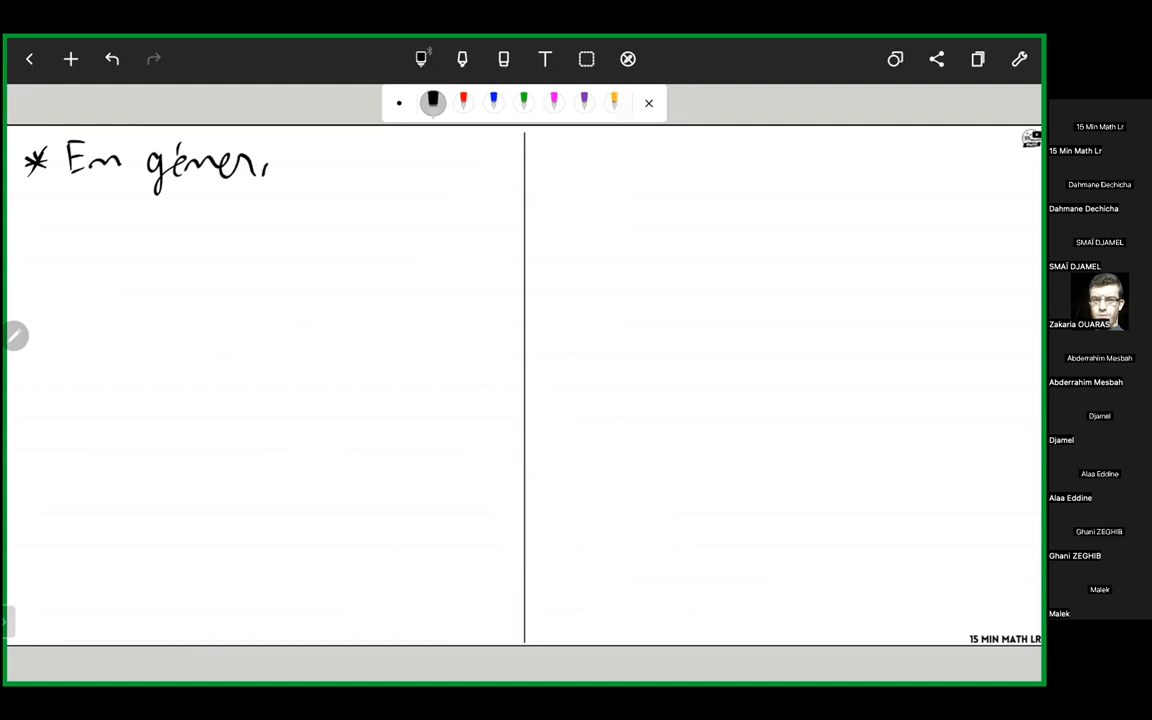 * En géner
15 MIN MATH LR
15 Min Math Lr
15 Min Math Lr
Dahmane Dechicha
Dahmane Dechicha
SMAÏ DJAMEL
SMAÏ DJAMEL
Zakaria OUARAS
Abderrahim Mesbah
Abderrahim Mesbah
Djamel
Djamel
Alaa Eddine
Alaa Eddine
Ghani ZEGHIB
Ghani ZEGHIB
Malek
Malek